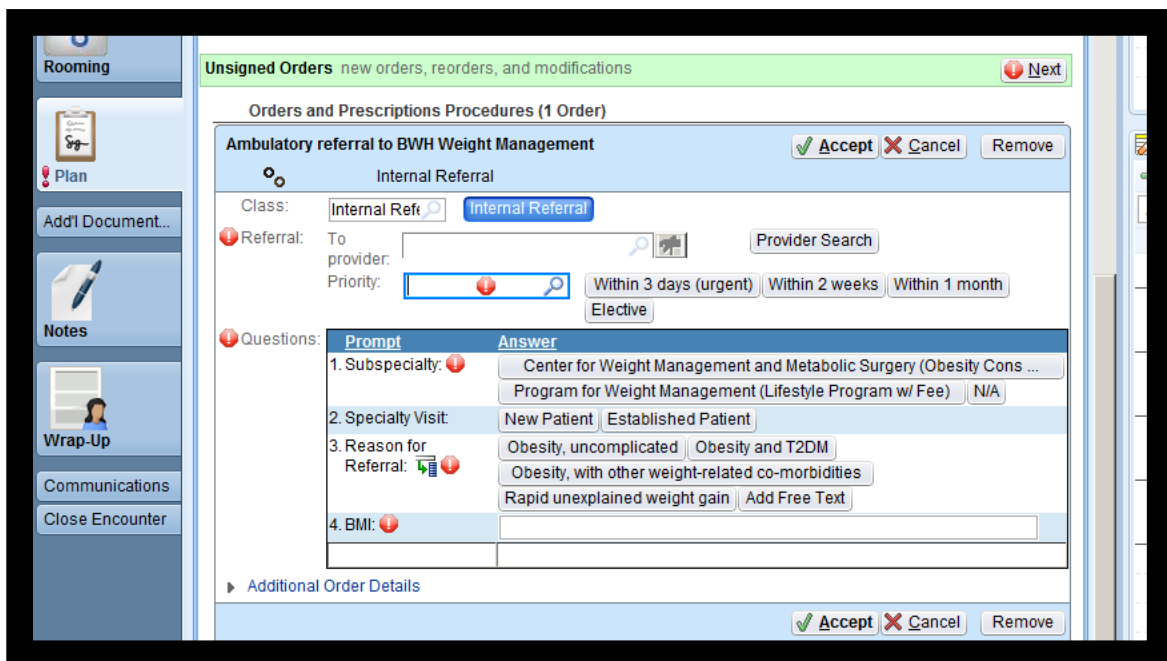 Rooming
Unsigned Orders new orders, reorders, and modifications
Next
Orders and Prescriptions Procedures (1 Order)
Ambulatory referral to BWH Weight Management
Accept Cancel Remove
Internal Referral
Plan
Class: Internal Refe Internal Referral
Add'l Document...
Referral: To provider: Provider Search
Priority: Within 3 days (urgent) Within 2 weeks Within 1 month
Elective
Notes
Questions: Prompt Answer
1. Subspecialty: Center for Weight Management and Metabolic Surgery (Obesity Cons ...
Program for Weight Management (Lifestyle Program w/ Fee) N/A
2. Specialty Visit: New Patient Established Patient
Wrap-Up
3. Reason for Referral: Obesity, uncomplicated Obesity and T2DM
Obesity, with other weight-related co-morbidities
Rapid unexplained weight gain Add Free Text
Communications
Close Encounter
4. BMI:
Additional Order Details
Accept Cancel Remove